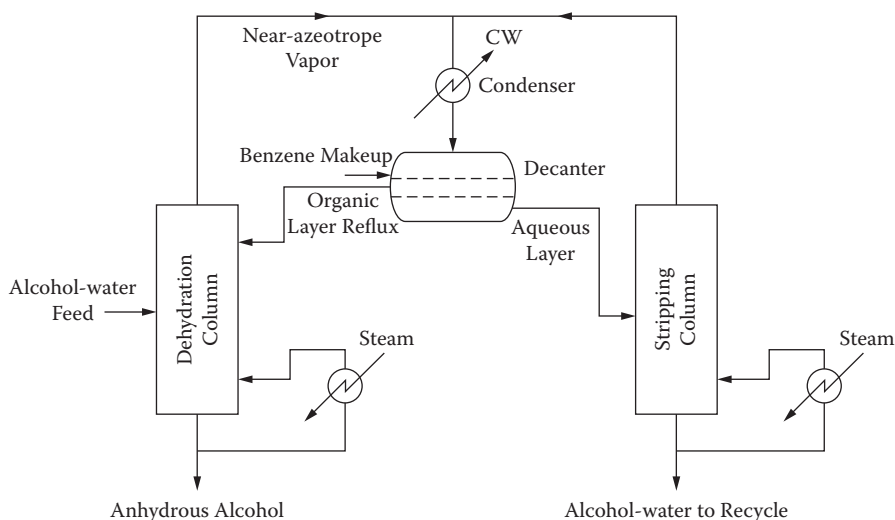 Near-azeotrope
Vapor
CW
Condenser
Benzene Makeup
Decanter
Organic
Layer Reflux
Aqueous
Layer
Alcohol-water
Feed
Dehydration
Column
Steam
Stripping
Column
Steam
Anhydrous Alcohol
Alcohol-water to Recycle